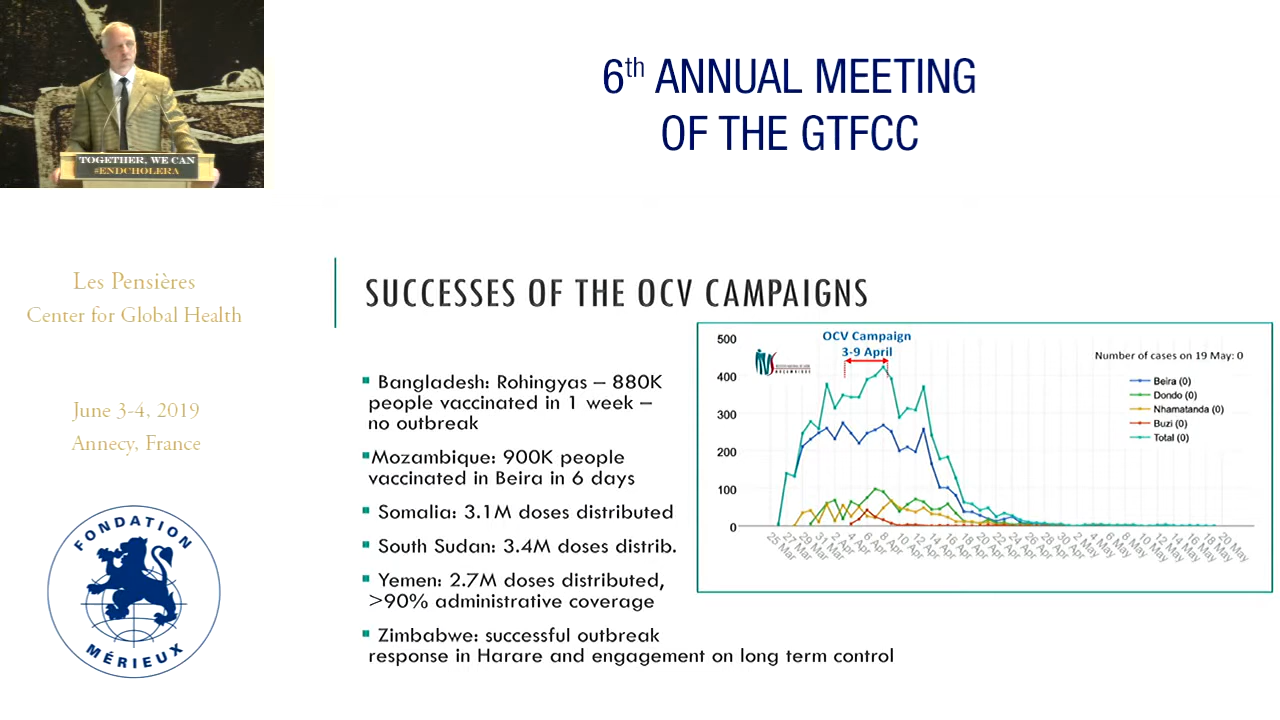 6th ANNUAL MEETING
OF THE GTFCC
TOGETHER, WE CAN
#ENDCHOLERA
Les Pensières
Center for Global Health
June 3-4, 2019
Annecy, France
FONDATION
MÉRIEUX
SUCCESSES OF THE OCV CAMPAIGNS
▪ Bangladesh: Rohingyas – 880K
people vaccinated in 1 week –
no outbreak
▪Mozambique: 900K people
vaccinated in Beira in 6 days
▪ Somalia: 3.1M doses distributed
▪ South Sudan: 3.4M doses distrib.
▪ Yemen: 2.7M doses distributed,
>90% administrative coverage
▪ Zimbabwe: successful outbreak
response in Harare and engagement on long term control
OCV Campaign
3-9 April
Number of cases on 19 May: 0
Beira (0)
Dondo (0)
Nhamatanda (0)
Buzi (0)
Total (0)
500
400
300
200
100
0
25 Mar
27 Mar
29 Mar
31 Mar
2 Apr
4 Apr
6 Apr
8 Apr
10 Apr
12 Apr
14 Apr
16 Apr
18 Apr
20 Apr
22 Apr
24 Apr
26 Apr
28 Apr
30 Apr
2 May
4 May
6 May
8 May
10 May
12 May
14 May
16 May
18 May
20 May